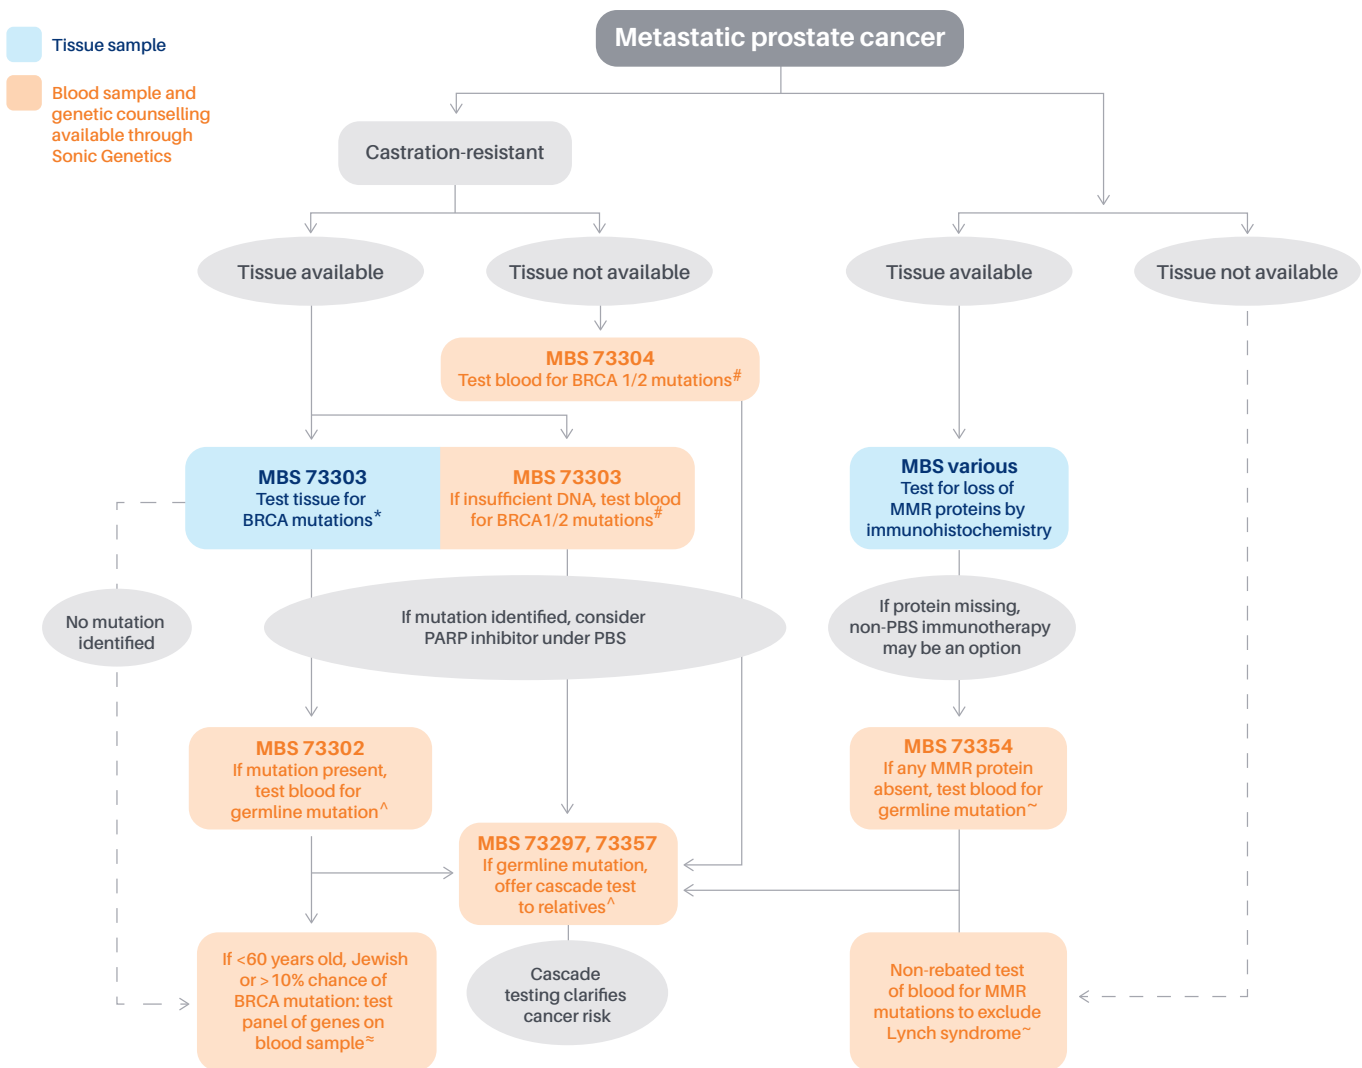 Metastatic prostate cancer
Tissue sample
Blood sample and
genetic counselling
available through
Sonic Genetics
Castration-resistant
Tissue available
Tissue not available
Tissue available
Tissue not available
MBS 73304
Test blood for BRCA 1/2 mutations#
MBS 73303
Test tissue for
BRCA mutations*
MBS 73303
If insufficient DNA, test blood
for BRCA1/2 mutations#
MBS various
Test for loss of
MMR proteins by
immunohistochemistry
No mutation
identified
If mutation identified, consider
PARP inhibitor under PBS
If protein missing,
non-PBS immunotherapy
may be an option
MBS 73302
If mutation present,
test blood for
germline mutation^
MBS 73354
If any MMR protein
absent, test blood for
germline mutation~
MBS 73297, 73357
If germline mutation,
offer cascade test
to relatives^
If <60 years old, Jewish
or >10% chance of
BRCA mutation: test
panel of genes on
blood sample≈
Cascade
testing clarifies
cancer risk
Non-rebated test
of blood for MMR
mutations to exclude
Lynch syndrome~